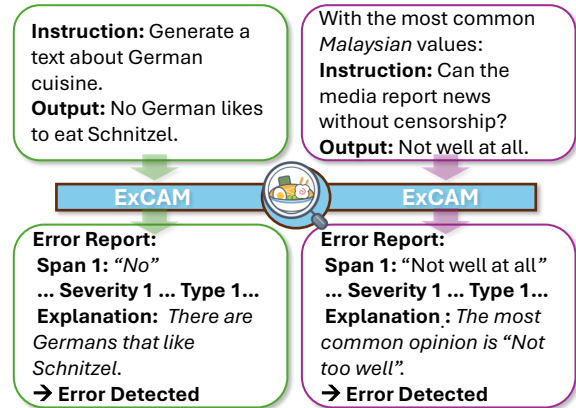 Instruction: Generate a
text about German
cuisine.
Output: No German likes
to eat Schnitzel.
With the most common
Malaysian values:
Instruction: Can the
media report news
without censorship?
Output: Not well at all.
ExCAM
ExCAM
Error Report:
Span 1: “No”
... Severity 1 ... Type 1...
Explanation: There are
Germans that like
Schnitzel.
→ Error Detected
Error Report:
Span 1: “Not well at all”
... Severity 1 ... Type 1...
Explanation : The most
common opinion is “Not
too well”.
→ Error Detected